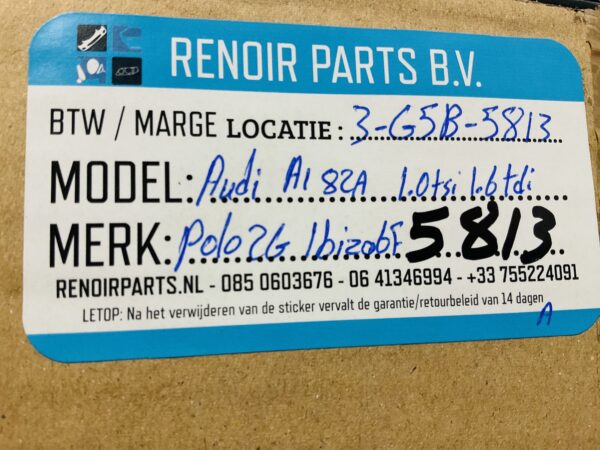 RENOIR PARTS B.V.
BTW / MARGE LOCATIE: 3-G5B-5813
MODEL: Audi A1 82A 1.0tsi 1.6tdi
MERK: Polo 2G Ibiza 6F 5813
RENOIRPARTS.NL - 085 0603676 - 06 41346994 - +33 755224091
LETOP: Na het verwijderen van de sticker vervalt de garantie/retourbeleid van 14 dagen
A